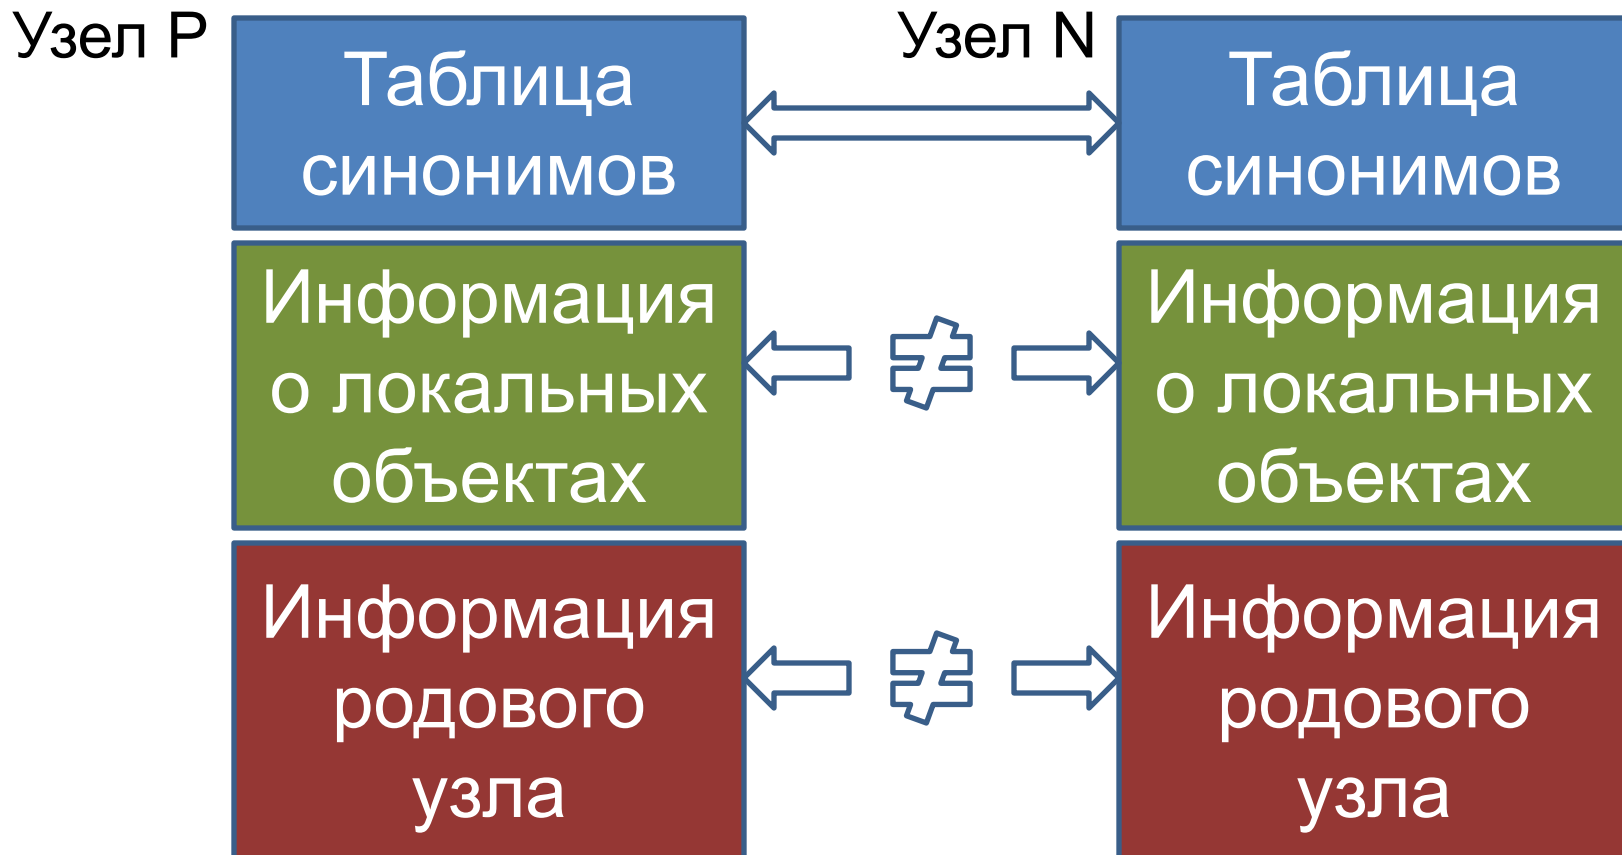 Узел P
Таблица
синонимов
Узел N
Таблица
синонимов
Информация
о локальных
объектах
≠
Информация
о локальных
объектах
Информация
родового
узла
≠
Информация
родового
узла